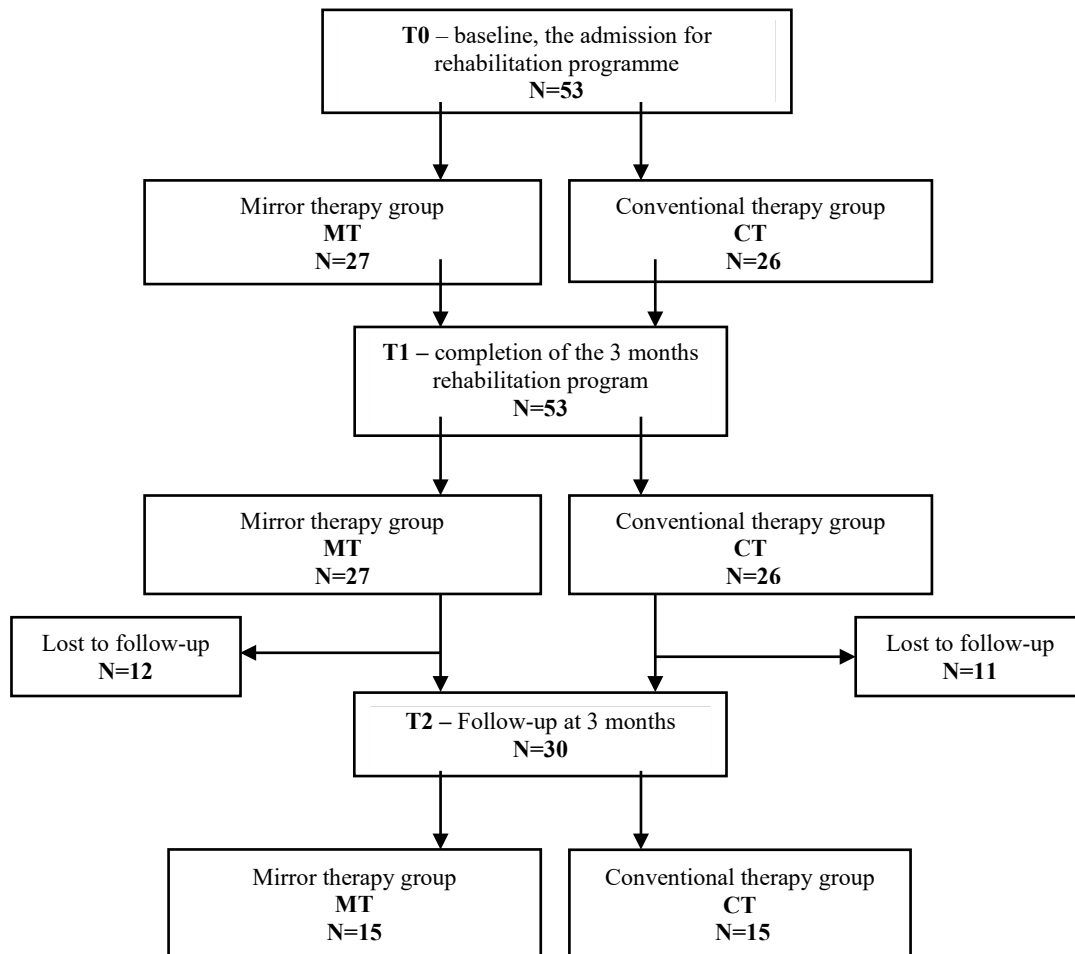 T0 – baseline, the admission for
rehabilitation programme
N=53
Mirror therapy group
MT
N=27
Conventional therapy group
CT
N=26
T1 – completion of the 3 months
rehabilitation program
N=53
Mirror therapy group
MT
N=27
Conventional therapy group
CT
N=26
Lost to follow-up
N=12
Lost to follow-up
N=11
T2 – Follow-up at 3 months
N=30
Mirror therapy group
MT
N=15
Conventional therapy group
CT
N=15